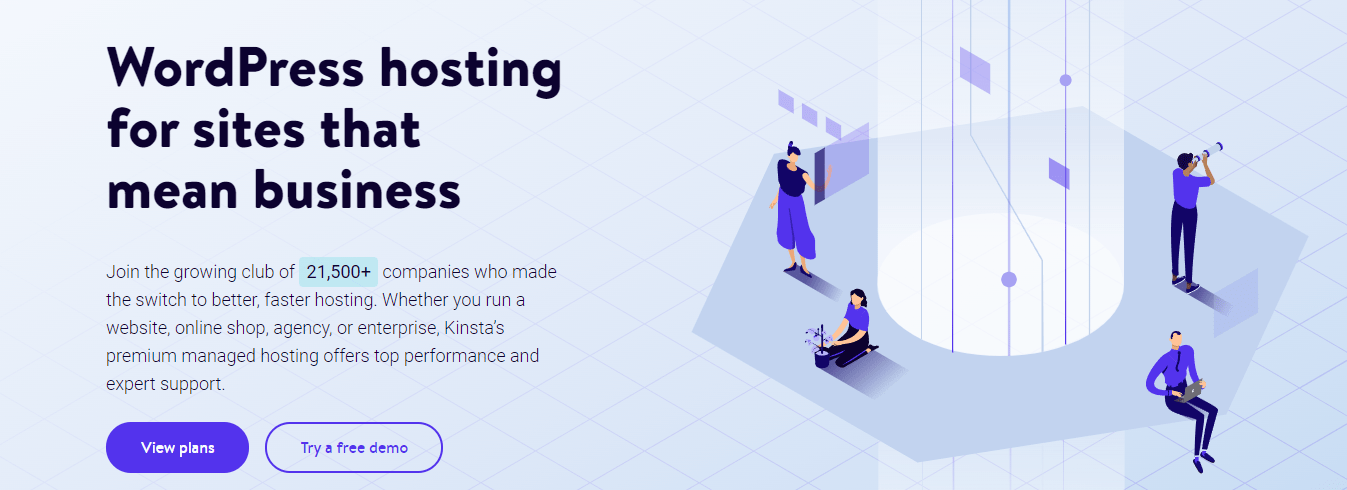 WordPress hosting
for sites that
mean business
Join the growing club of 21,500+ companies who made
the switch to better, faster hosting. Whether you run a
website, online shop, agency, or enterprise, Kinsta’s
premium managed hosting offers top performance and
expert support.
View plans
Try a free demo